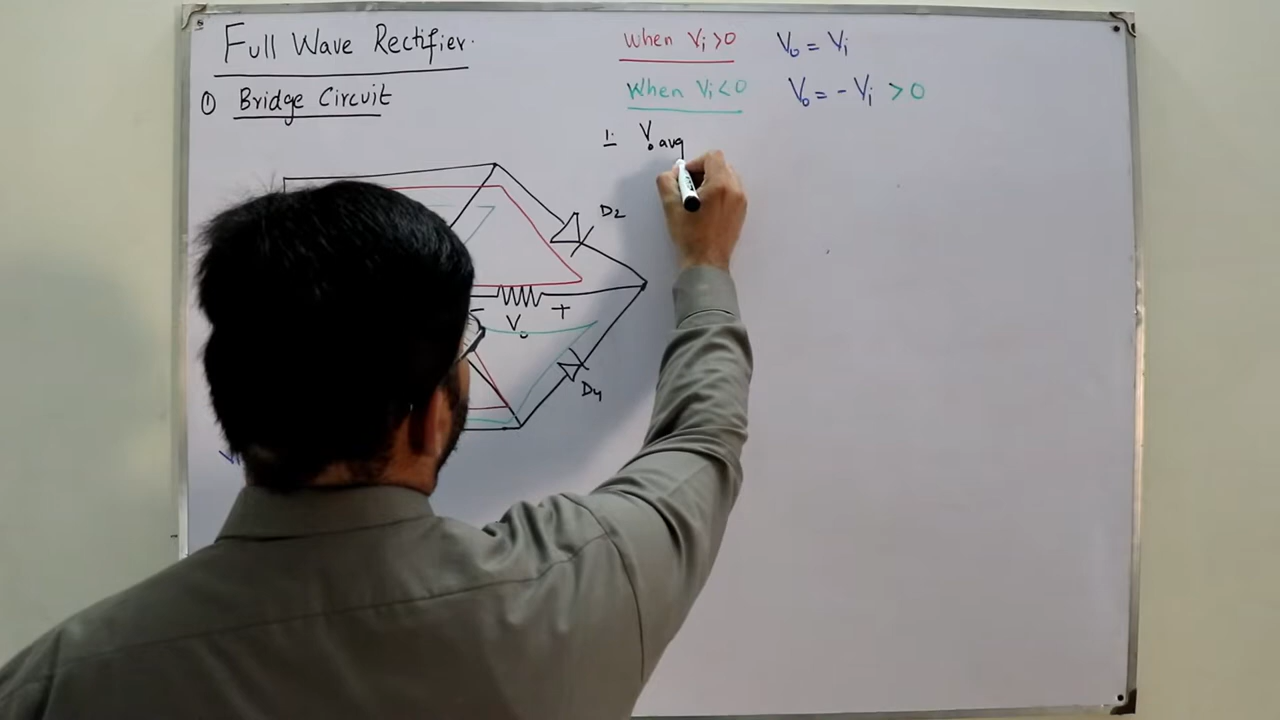 Full Wave Rectifier.
① Bridge Circuit
When Vi>0 Vo = Vi
When Vi<0 Vo = - Vi >0
1: Vo avg
D2
- +
Vo
D4